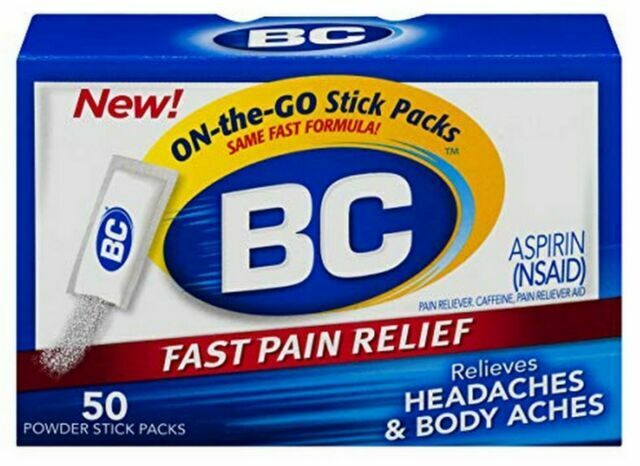 BC
New!
ON-the-GO Stick Packs
SAME FAST FORMULA!
BC
TM
BC
ASPIRIN
(NSAID)
PAIN RELIEVER, CAFFEINE, PAIN RELIEVER AID
FAST PAIN RELIEF
50
POWDER STICK PACKS
Relieves
HEADACHES
& BODY ACHES